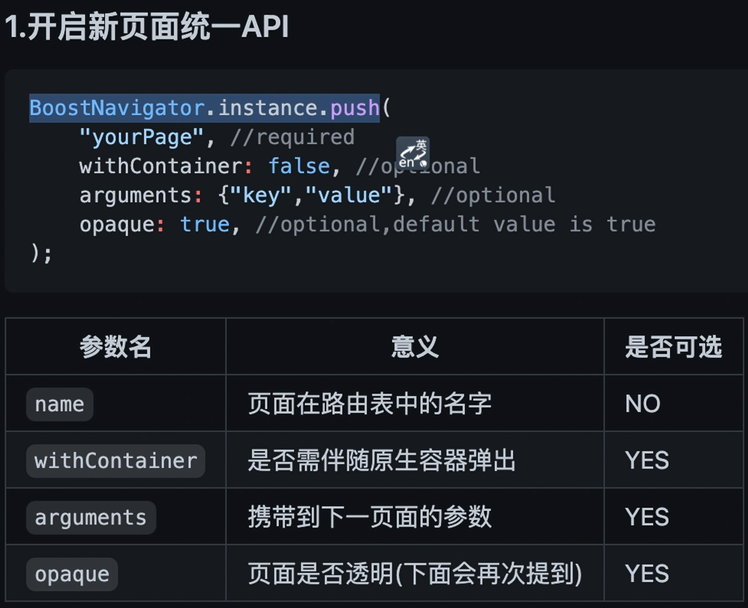 1.开启新页面统一API
BoostNavigator.instance.push(
"yourPage", //required
withContainer: false, //optional
arguments: {"key","value"}, //optional
opaque: true, //optional,default value is true
);
参数名 意义 是否可选
name 页面在路由表中的名字 NO
withContainer 是否需伴随原生容器弹出 YES
arguments 携带到下一页面的参数 YES
opaque 页面是否透明(下面会再次提到) YES